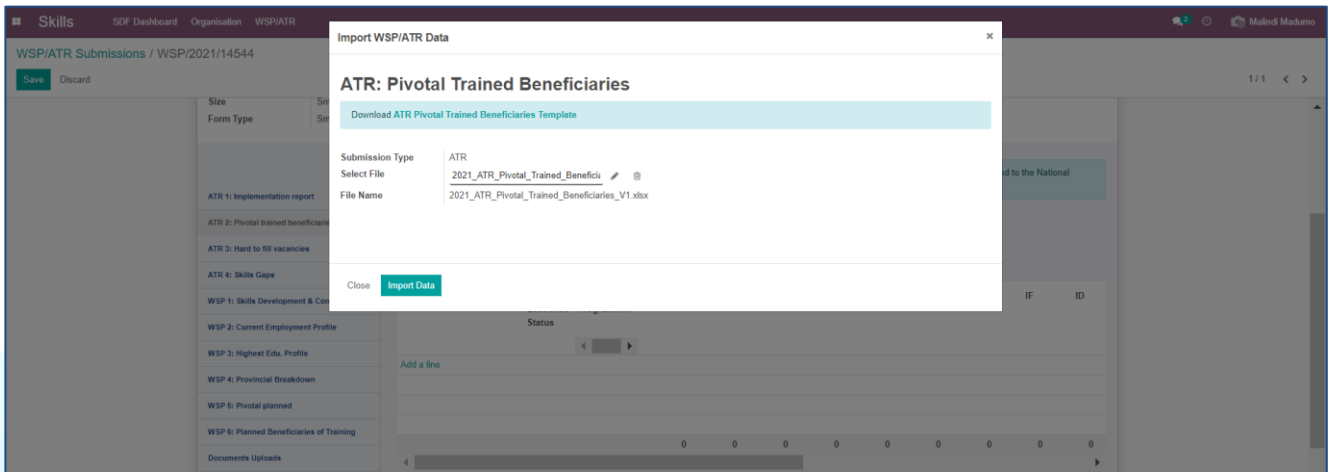 Skills SDF Dashboard Organisation WSP/ATR 2 Malindi Madumo
WSP/ATR Submissions / WSP/2021/14544
Save Discard 1 / 1
Import WSP/ATR Data ×
ATR: Pivotal Trained Beneficiaries
Download ATR Pivotal Trained Beneficiaries Template
Submission Type ATR
Select File 2021_ATR_Pivotal_Trained_Benefici
File Name 2021_ATR_Pivotal_Trained_Beneficiaries_V1.xlsx
Close Import Data
Size
Form Type
ed to the National
ATR 1: Implementation report
ATR 2: Pivotal trained beneficiarie
ATR 3: Hard to fill vacancies
ATR 4: Skills Gaps
WSP 1: Skills Development & Con
IF ID
Status
WSP 2: Current Employment Profile
WSP 3: Highest Edu. Profile
Add a line
WSP 4: Provincial Breakdown
WSP 5: Pivotal planned
WSP 6: Planned Beneficiaries of Training
0 0 0 0 0 0 0 0 0
Documents Uploads